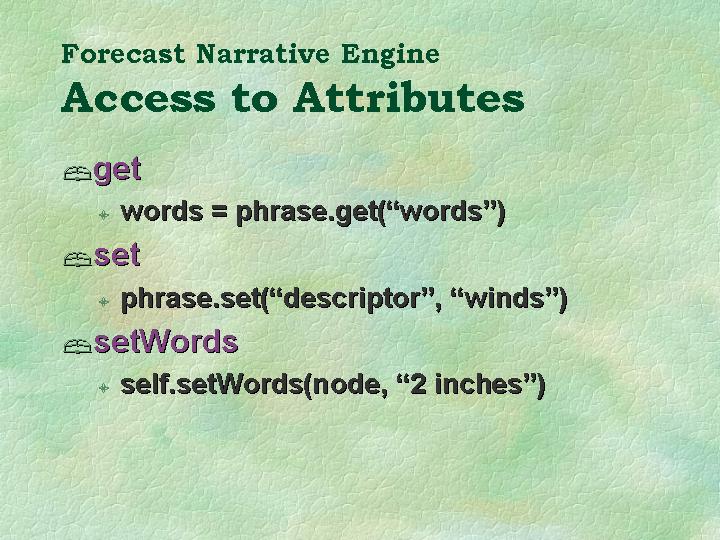 Forecast Narrative Engine
Access to Attributes
get
words = phrase.get(“words”)
set
phrase.set(“descriptor”, “winds”)
setWords
self.setWords(node, “2 inches”)